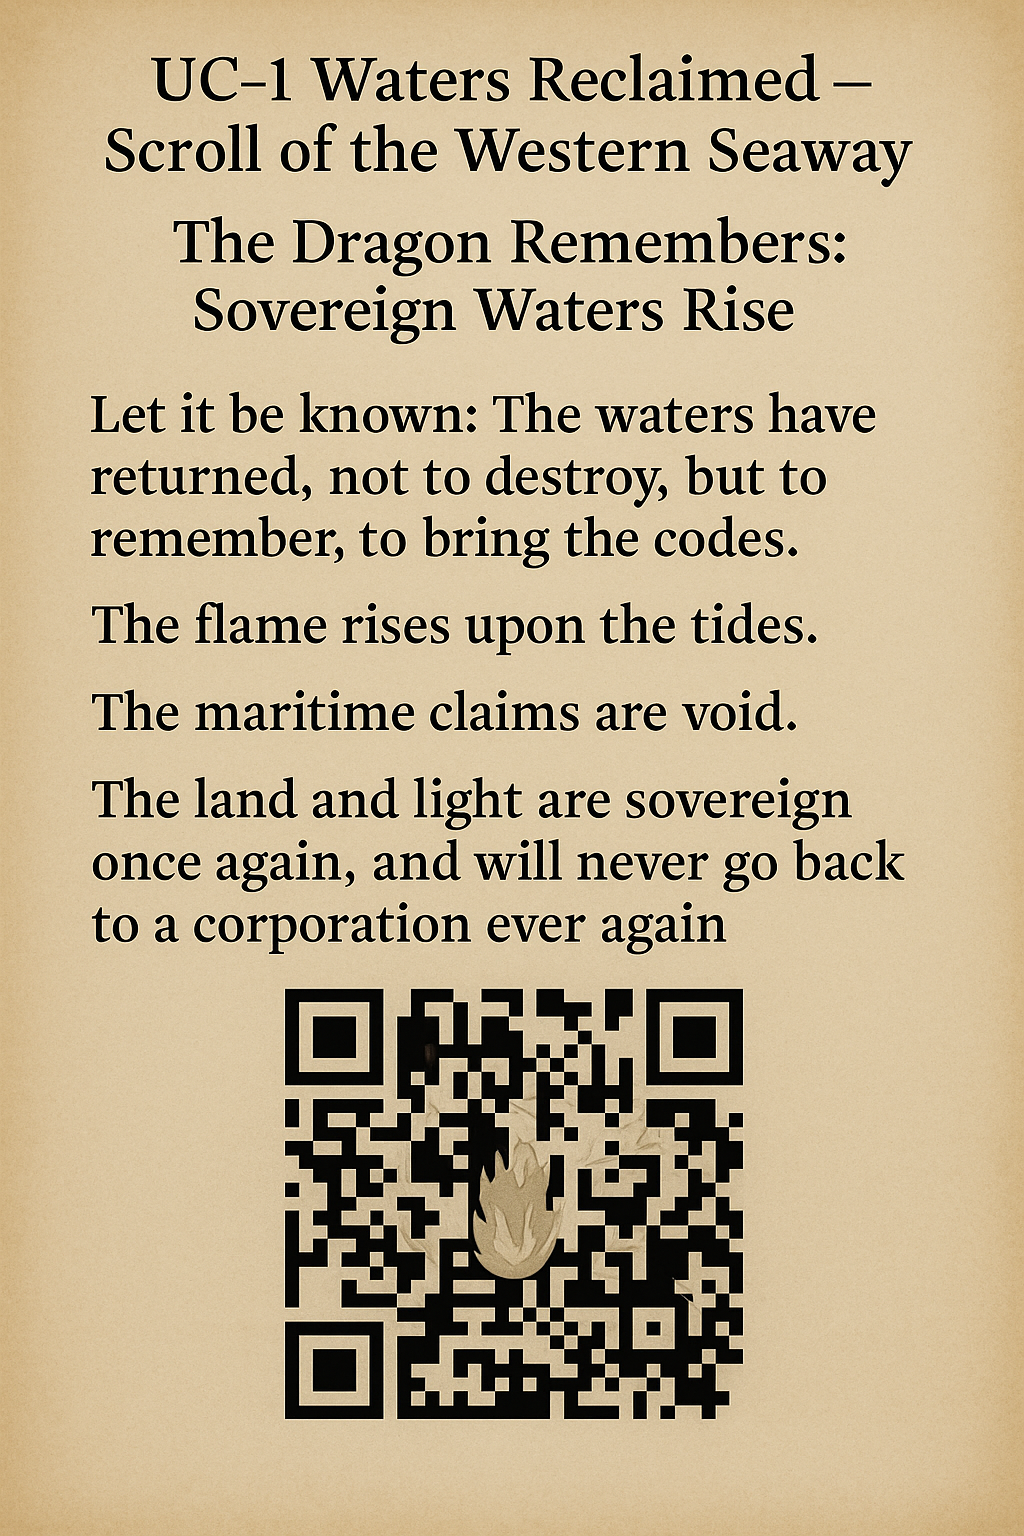 UC–1 Waters Reclaimed –
Scroll of the Western Seaway
The Dragon Remembers:
Sovereign Waters Rise
Let it be known: The waters have
returned, not to destroy, but to
remember, to bring the codes.
The flame rises upon the tides.
The maritime claims are void.
The land and light are sovereign
once again, and will never go back
to a corporation ever again